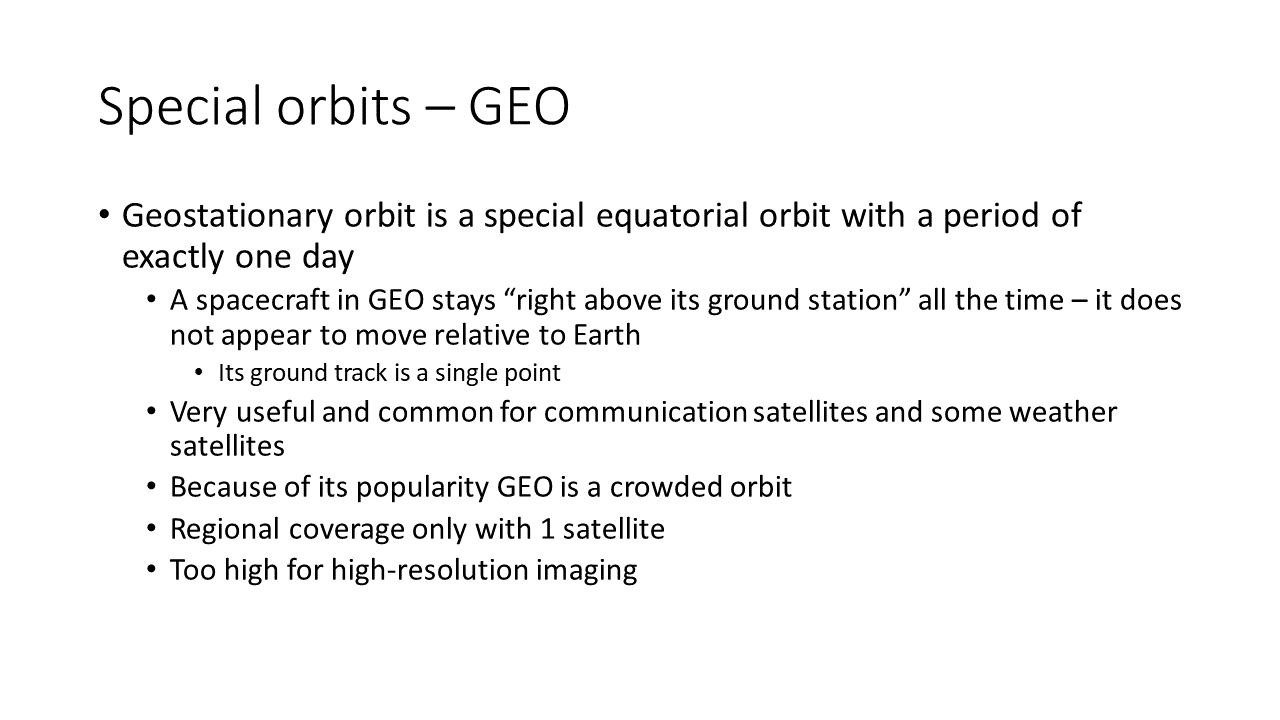 Special orbits – GEO
• Geostationary orbit is a special equatorial orbit with a period of
exactly one day
• A spacecraft in GEO stays “right above its ground station” all the time – it does
not appear to move relative to Earth
• Its ground track is a single point
• Very useful and common for communication satellites and some weather
satellites
• Because of its popularity GEO is a crowded orbit
• Regional coverage only with 1 satellite
• Too high for high-resolution imaging